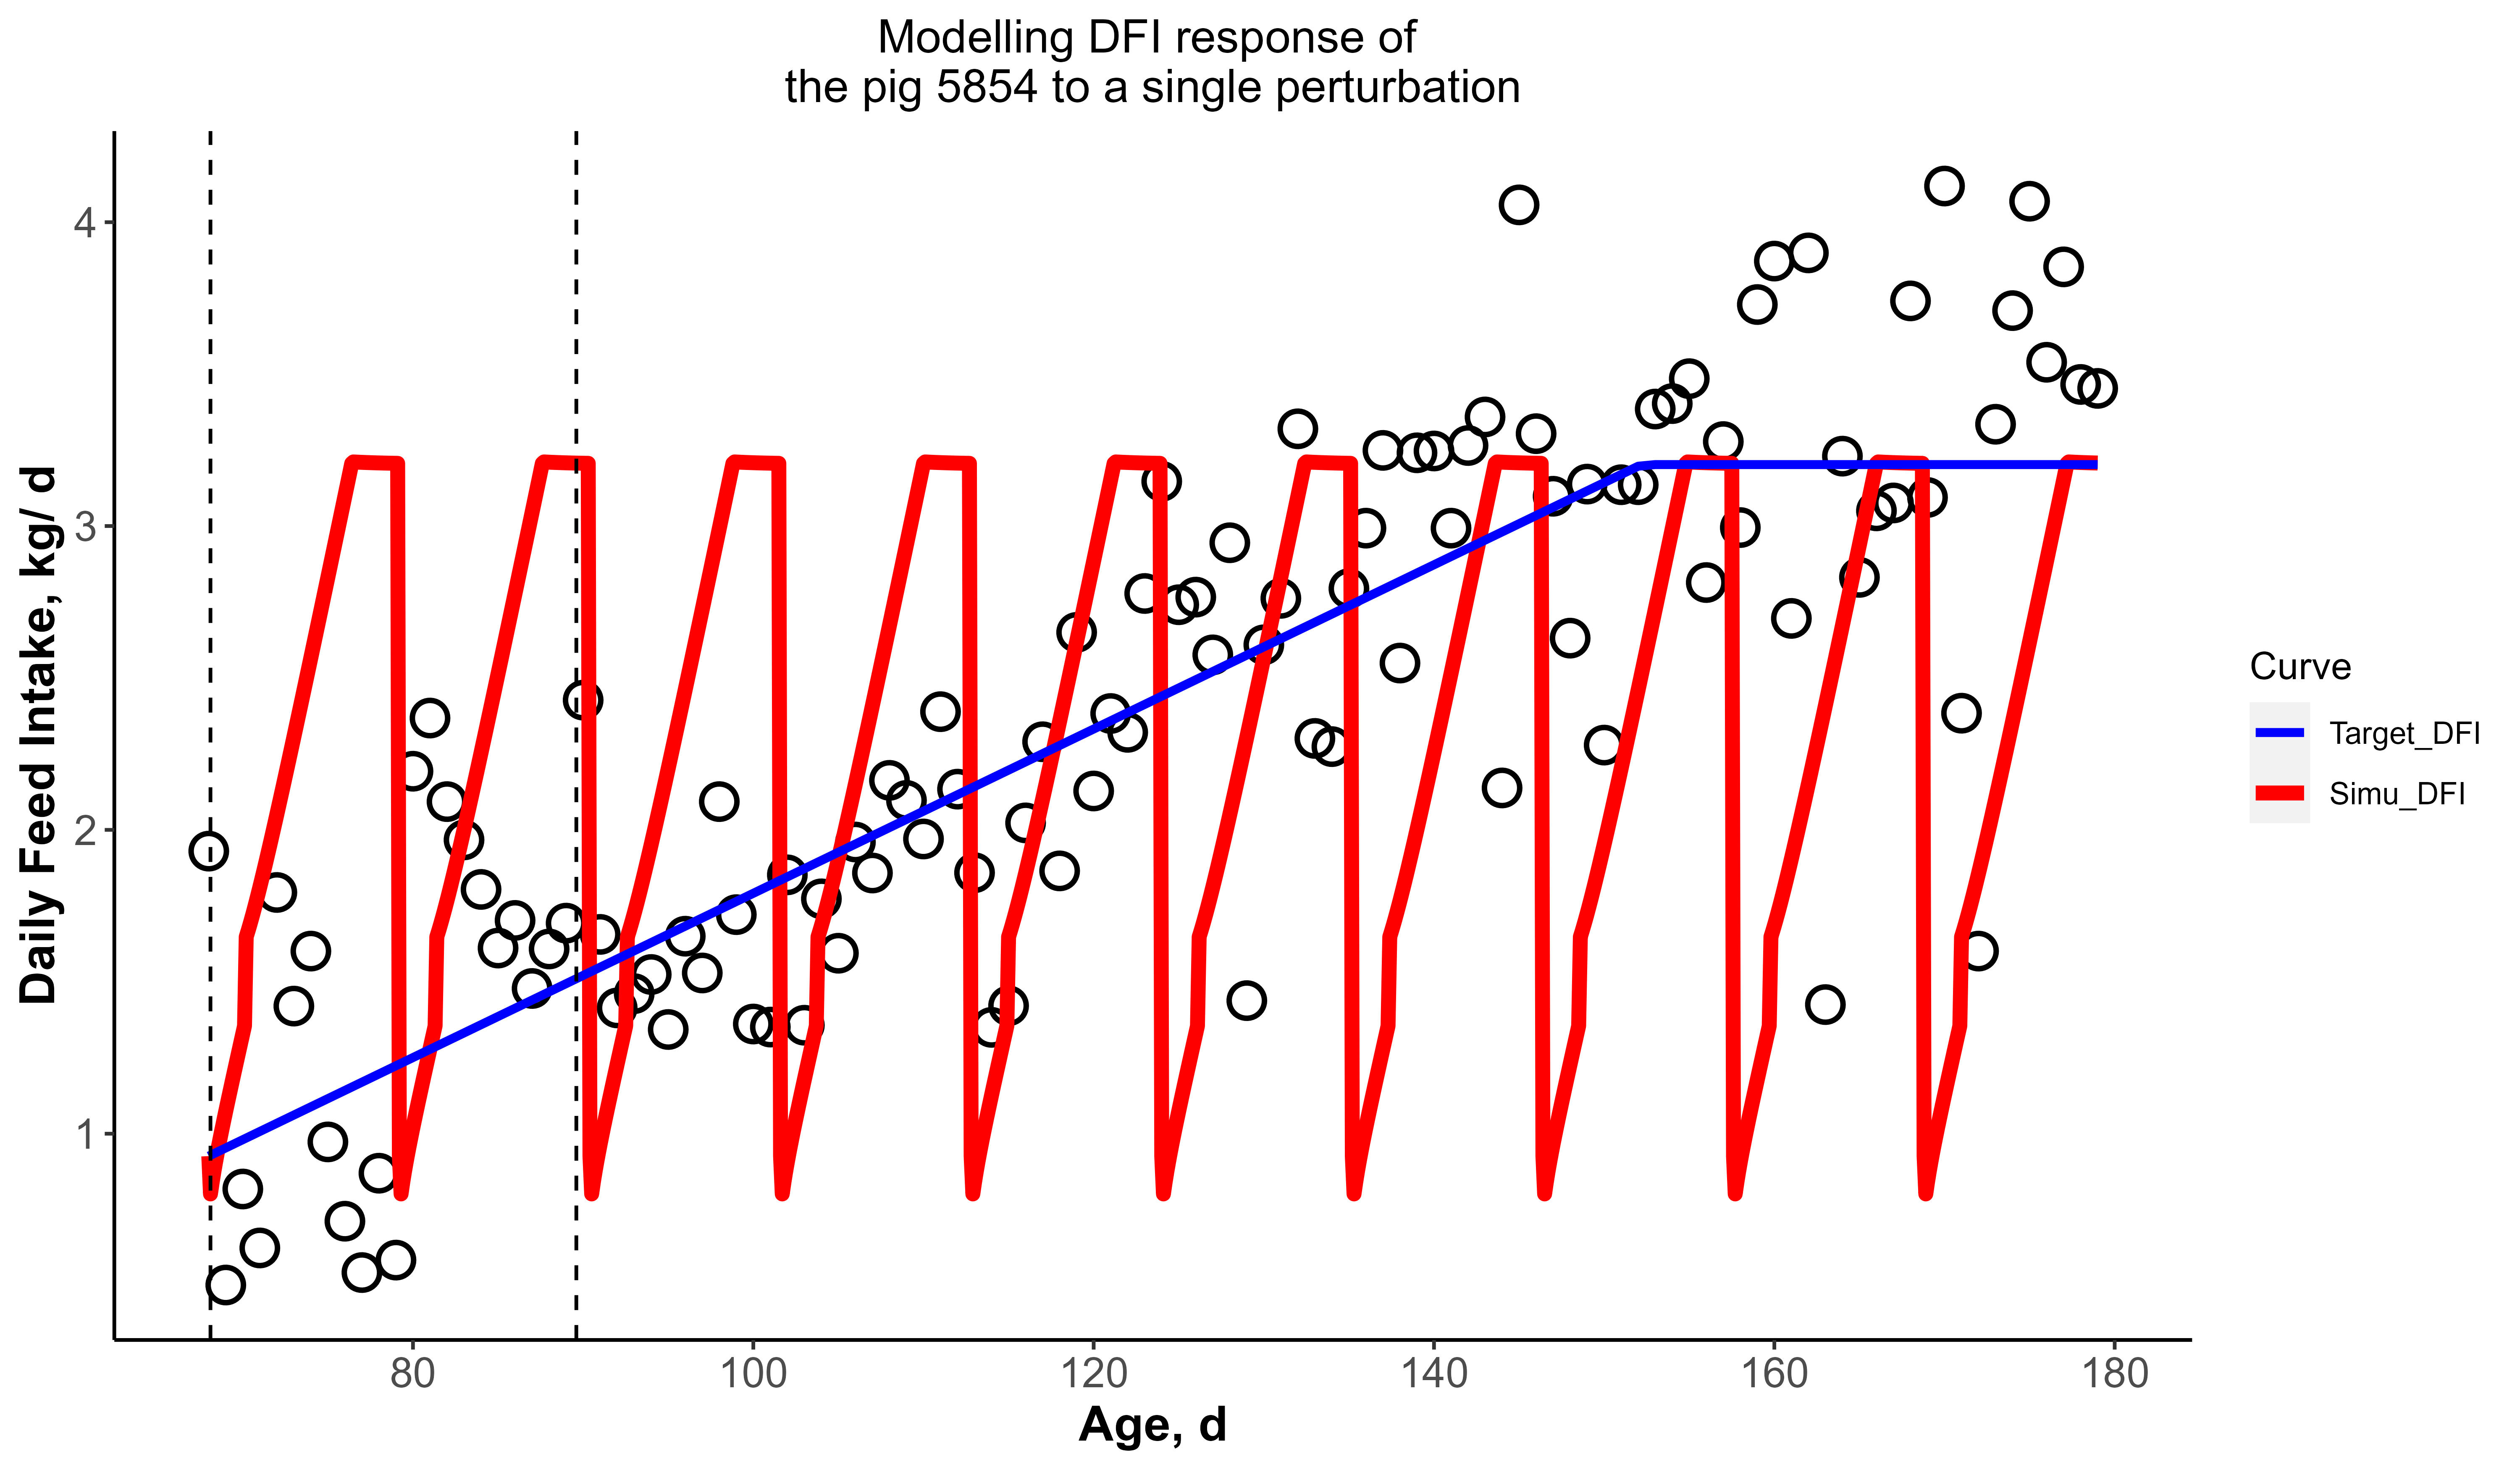 Modelling DFI response of
the pig 5854 to a single perturbation
Daily Feed Intake, kg/ d
4
3
2
1
80
100
120
140
160
180
Age, d
Curve
Target_DFI
Simu_DFI